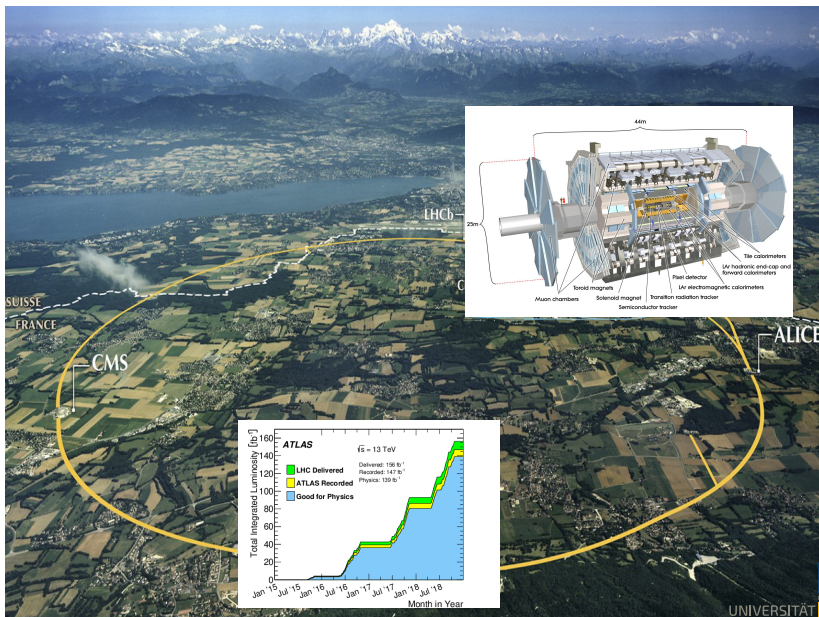 44m
25m
LHCb
Tile calorimeters
LAr hadronic end-cap and
forward calorimeters
Pixel detector
LAr electromagnetic calorimeters
Toroid magnets
Muon chambers
Solenoid magnet
Transition radiation tracker
Semiconductor tracker
SUISSE
FRANCE
C
CMS
ALICE
ATLAS
√s = 13 TeV
Delivered: 156 fb⁻¹
Recorded: 147 fb⁻¹
Physics: 139 fb⁻¹
LHC Delivered
ATLAS Recorded
Good for Physics
Total Integrated Luminosity [fb⁻¹]
160
140
120
100
80
60
40
20
0
Jan '15
Jul '15
Jan '16
Jul '16
Jan '17
Jul '17
Jan '18
Jul '18
Month in Year
UNIVERSITÄT